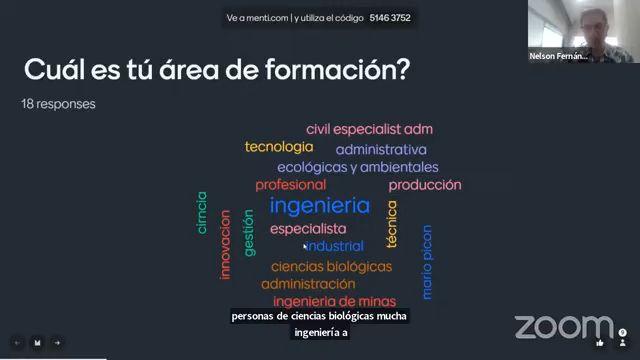 Ve a menti.com | y utiliza el código 5146 3752
Nelson Fernán...
Cuál es tú área de formación?
18 responses
civil especialist adm
tecnologia
administrativa
ecológicas y ambientales
profesional
producción
ingenieria
cirncia
innovacion
gestión
especialista
técnica
industrial
mario picon
ciencias biológicas
administración
ingenieria de minas
personas de ciencias biológicas mucha
ingeniería a
zoom